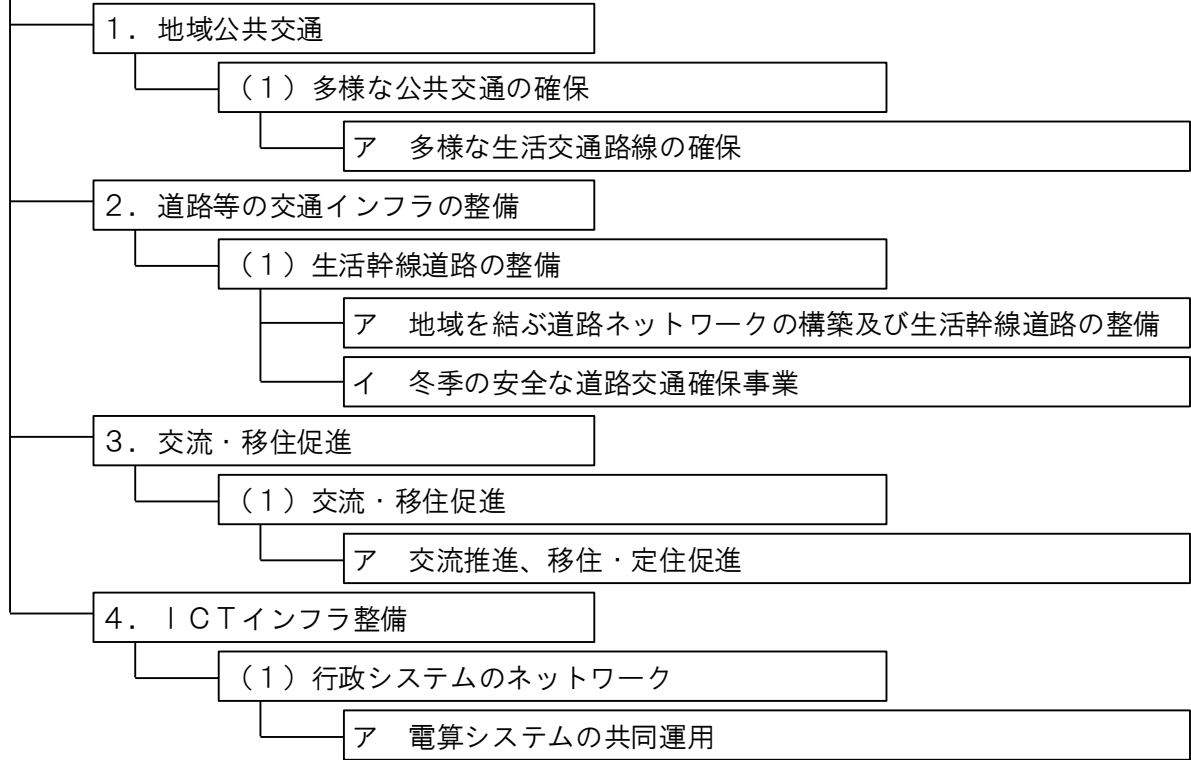 １．地域公共交通
（１）多様な公共交通の確保
ア　多様な生活交通路線の確保
２．道路等の交通インフラの整備
（１）生活幹線道路の整備
ア　地域を結ぶ道路ネットワークの構築及び生活幹線道路の整備
イ　冬季の安全な道路交通確保事業
３．交流・移住促進
（１）交流・移住促進
ア　交流推進、移住・定住促進
４．ＩＣＴインフラ整備
（１）行政システムのネットワーク
ア　電算システムの共同運用